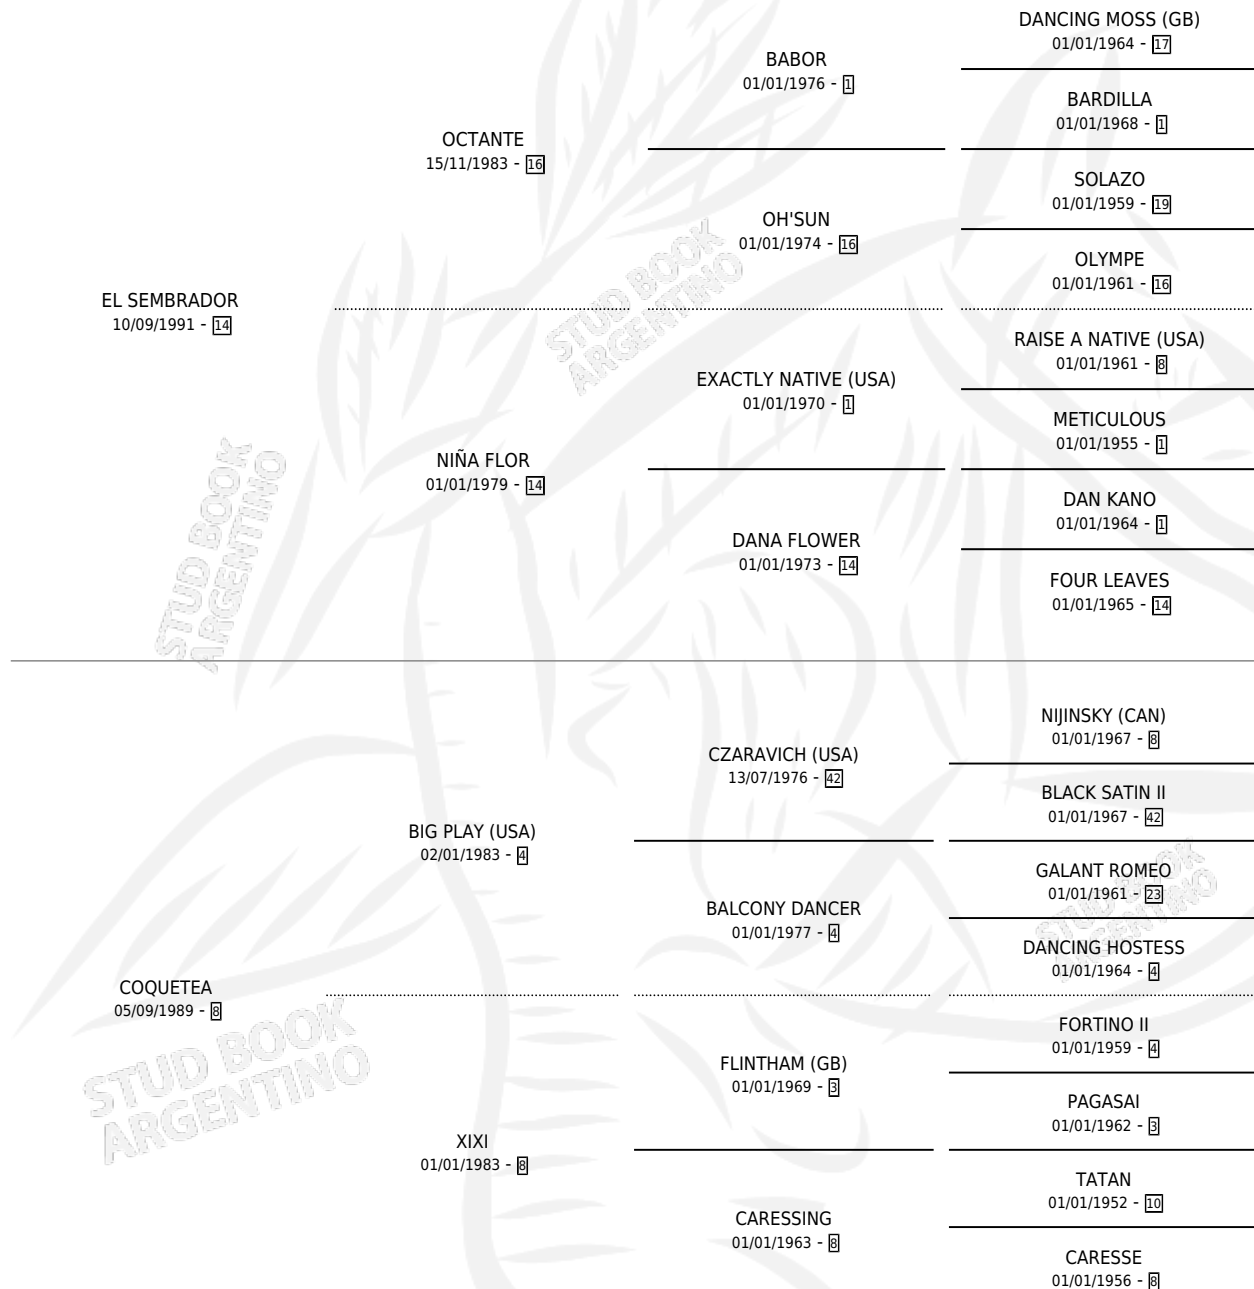 DANCING MOSS (GB)
01/01/1964 - 17
BABOR
01/01/1976 - 1
BARDILLA
01/01/1968 - 1
OCTANTE
15/11/1983 - 16
SOLAZO
01/01/1959 - 19
OH'SUN
01/01/1974 - 16
OLYMPE
01/01/1961 - 16
EL SEMBRADOR
10/09/1991 - 14
RAISE A NATIVE (USA)
01/01/1961 - 8
EXACTLY NATIVE (USA)
01/01/1970 - 1
METICULOUS
01/01/1955 - 1
NIÑA FLOR
01/01/1979 - 14
DAN KANO
01/01/1964 - 1
DANA FLOWER
01/01/1973 - 14
FOUR LEAVES
01/01/1965 - 14
NIJINSKY (CAN)
01/01/1967 - 8
CZARAVICH (USA)
13/07/1976 - 42
BLACK SATIN II
01/01/1967 - 42
BIG PLAY (USA)
02/01/1983 - 4
GALANT ROMEO
01/01/1961 - 23
BALCONY DANCER
01/01/1977 - 4
DANCING HOSTESS
01/01/1964 - 4
COQUETEA
05/09/1989 - 8
FORTINO II
01/01/1959 - 4
FLINTHAM (GB)
01/01/1969 - 3
PAGASAI
01/01/1962 - 3
XIXI
01/01/1983 - 8
TATAN
01/01/1952 - 10
CARESSING
01/01/1963 - 8
CARESSE
01/01/1956 - 8
STUD BOOK
ARGENTINO
STUD BOOK
ARGENTINO
STUD BOOK
ARGENTINO
STUD BOOK
ARGENTINO